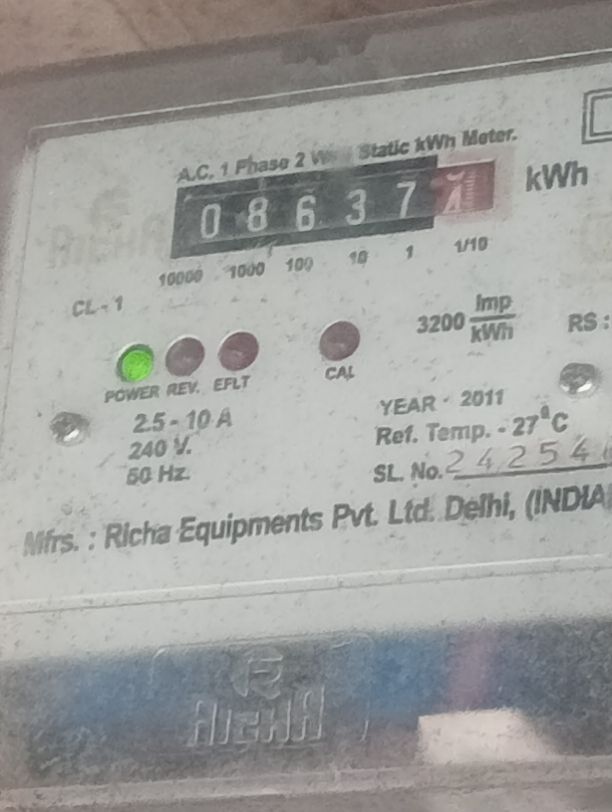 A.C. 1 Phase 2 Static kWh Meter.
0 8 6 3 7 kWh
10000 1000 100 10 1 1/10
CL - 1
3200 Imp/kWh
RS :
POWER REV. EFLT CAL
2.5 - 10 A
240 V.
50 Hz.
YEAR - 2011
Ref. Temp. - 27°C
SL. No. 24254
Mfrs. : Richa Equipments Pvt. Ltd. Delhi, (INDIA
RICHA